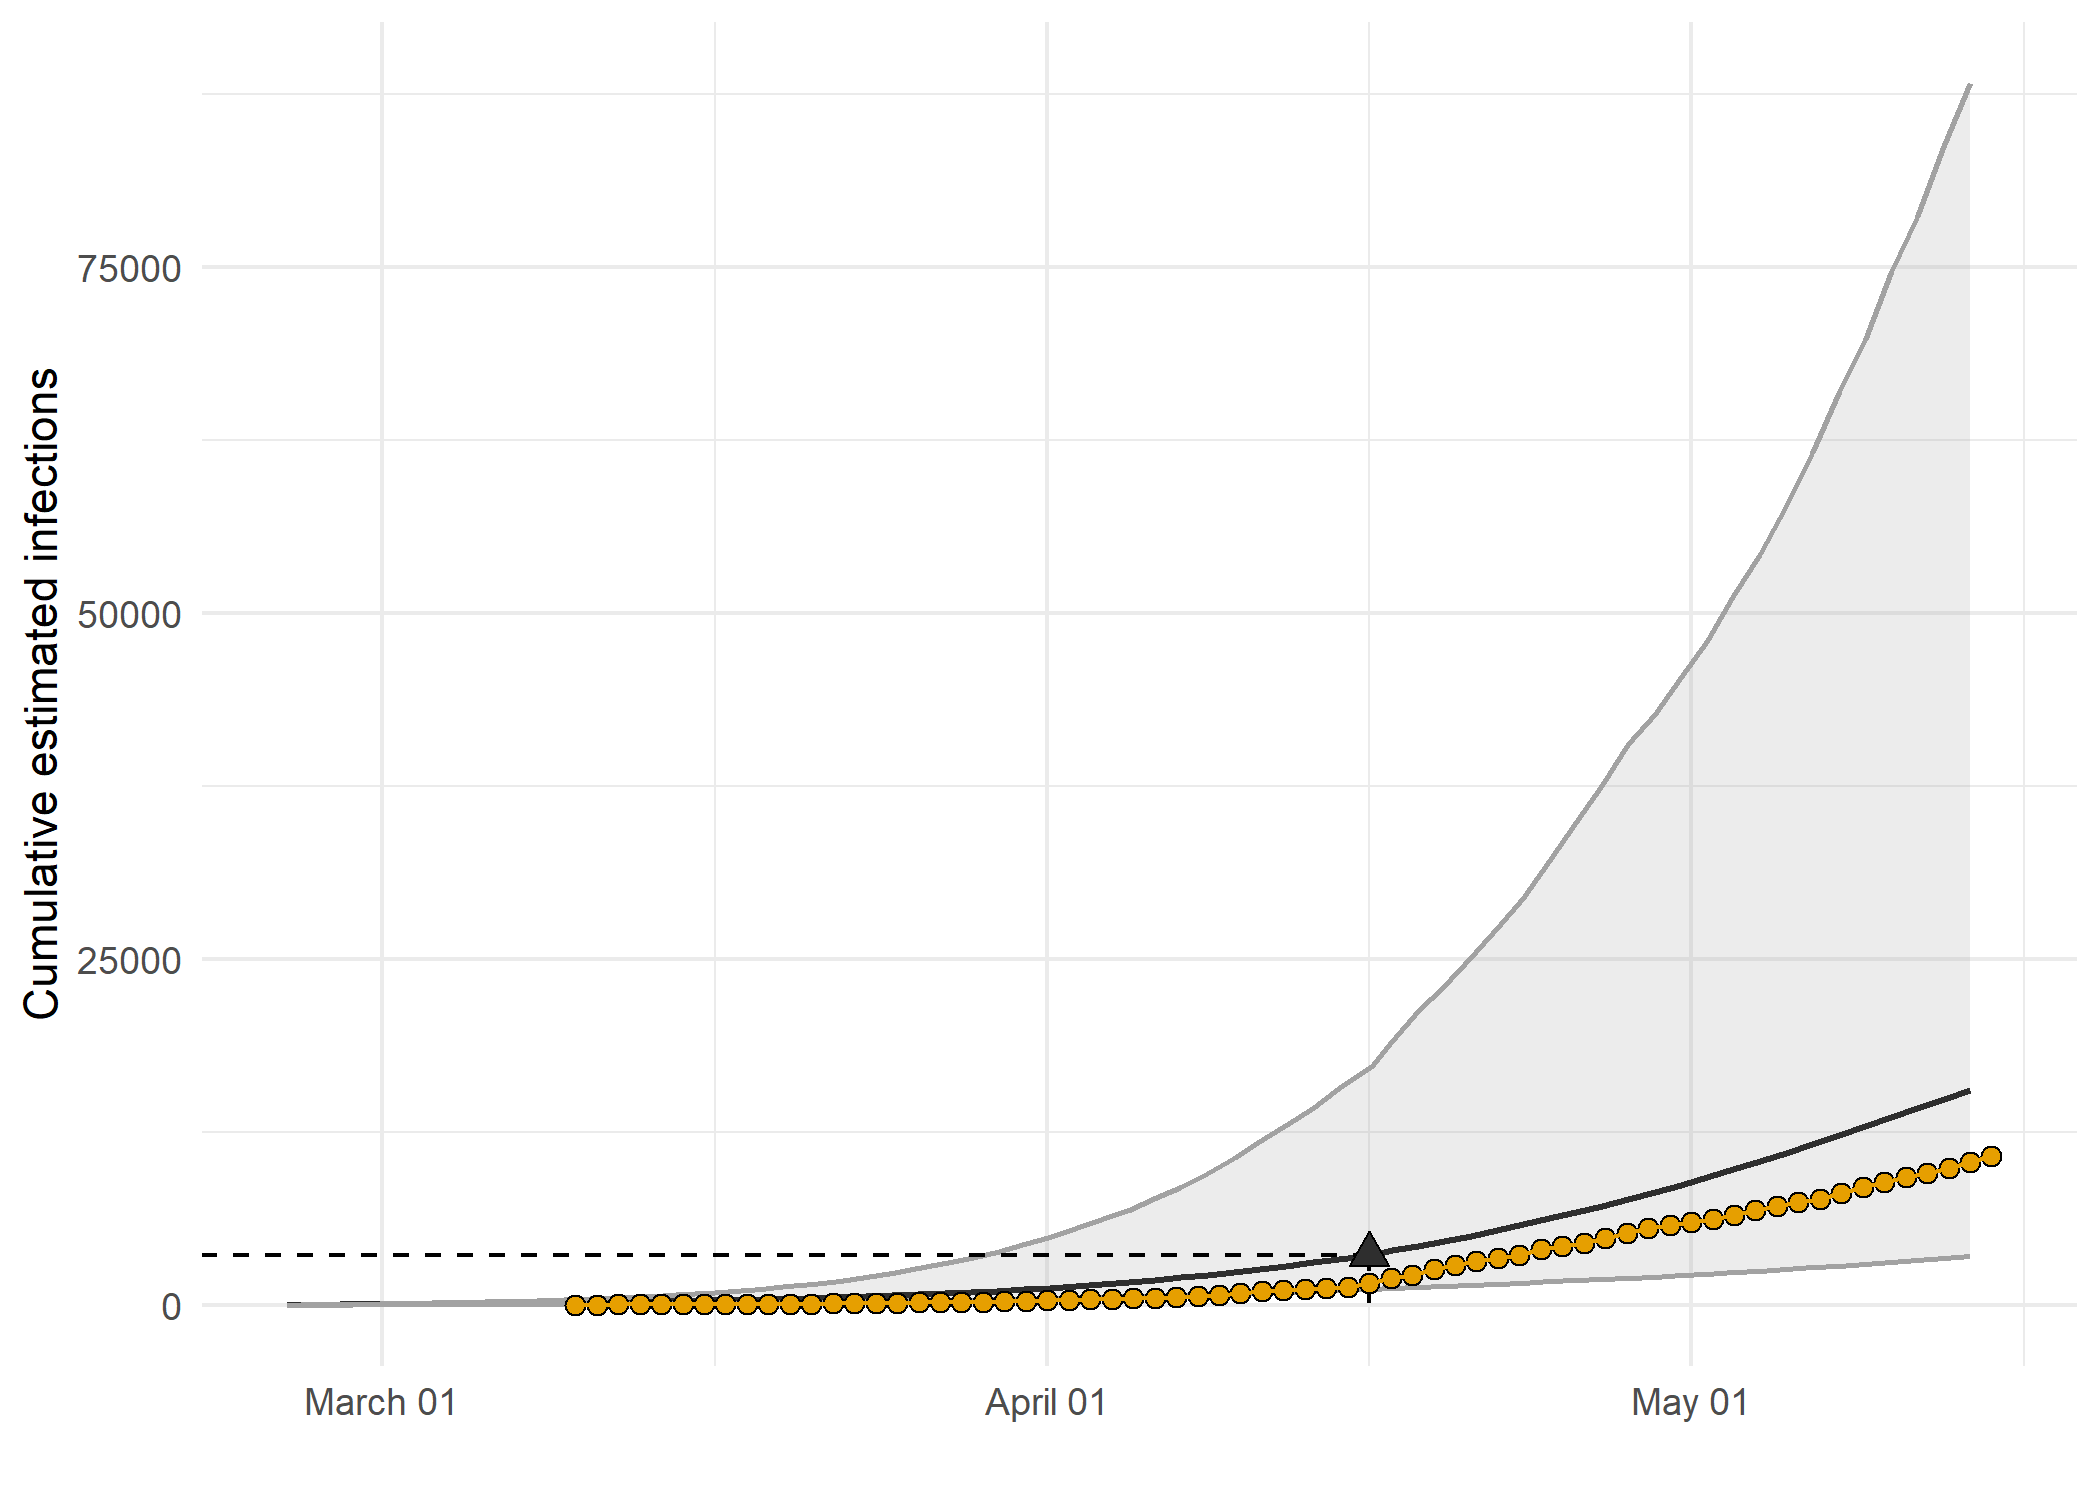 Cumulative estimated infections
75000
50000
25000
0
March 01
April 01
May 01